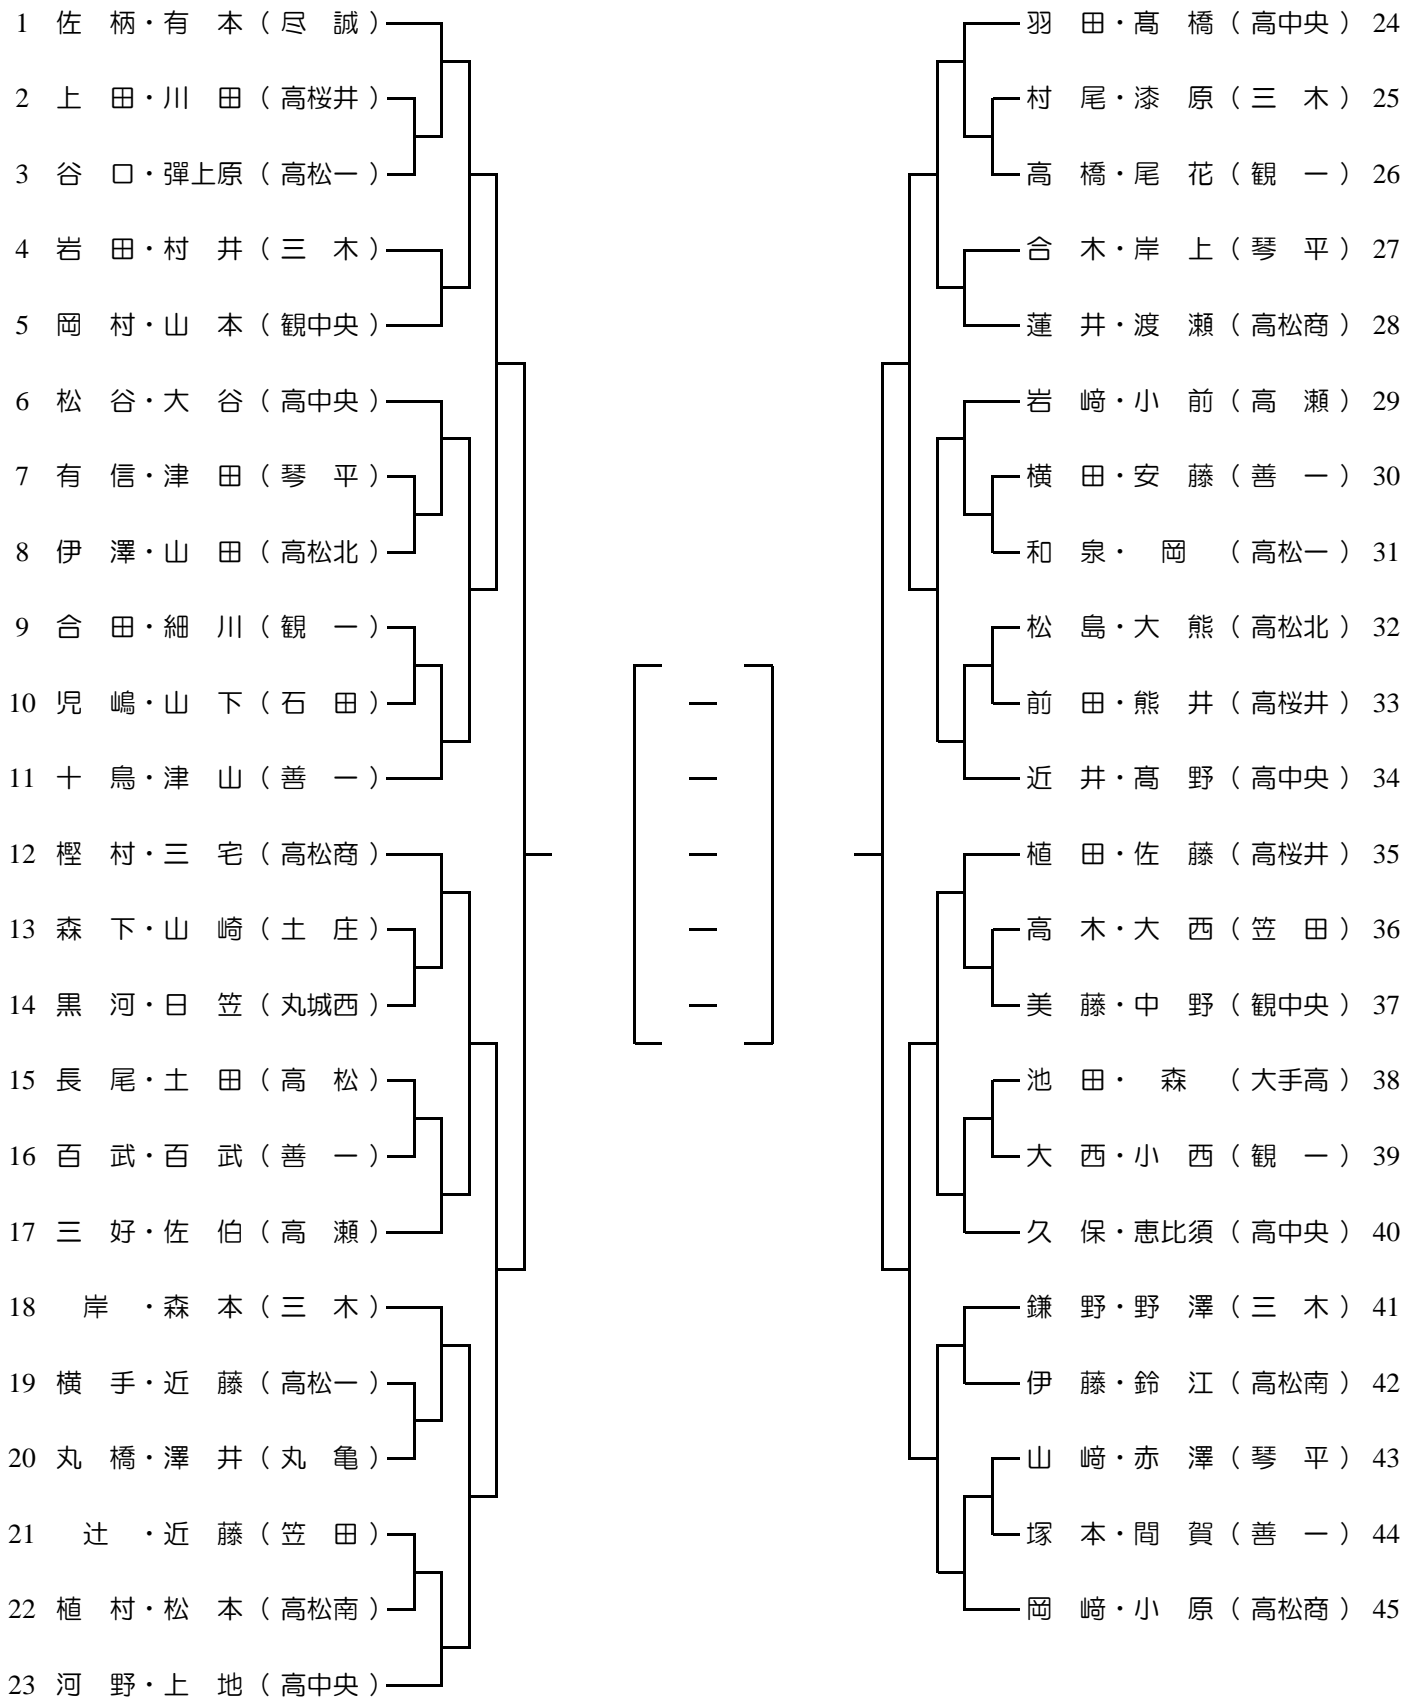 1 佐 柄・有 本 ( 尽 誠 )
2 上 田・川 田 ( 高桜井 )
3 谷 口・彈上原 ( 高松一 )
4 岩 田・村 井 ( 三 木 )
5 岡 村・山 本 ( 観中央 )
6 松 谷・大 谷 ( 高中央 )
7 有 信・津 田 ( 琴 平 )
8 伊 澤・山 田 ( 高松北 )
9 合 田・細 川 ( 観 一 )
10 児 嶋・山 下 ( 石 田 )
11 十 鳥・津 山 ( 善 一 )
12 樫 村・三 宅 ( 高松商 )
13 森 下・山 崎 ( 土 庄 )
14 黒 河・日 笠 ( 丸城西 )
15 長 尾・土 田 ( 高 松 )
16 百 武・百 武 ( 善 一 )
17 三 好・佐 伯 ( 高 瀬 )
18 岸 ・森 本 ( 三 木 )
19 横 手・近 藤 ( 高松一 )
20 丸 橋・澤 井 ( 丸 亀 )
21 辻 ・近 藤 ( 笠 田 )
22 植 村・松 本 ( 高松南 )
23 河 野・上 地 ( 高中央 )
―
―
―
―
―
羽 田・髙 橋 ( 高中央 ) 24
村 尾・漆 原 ( 三 木 ) 25
高 橋・尾 花 ( 観 一 ) 26
合 木・岸 上 ( 琴 平 ) 27
蓮 井・渡 瀬 ( 高松商 ) 28
岩 﨑・小 前 ( 高 瀬 ) 29
横 田・安 藤 ( 善 一 ) 30
和 泉・ 岡 ( 高松一 ) 31
松 島・大 熊 ( 高松北 ) 32
前 田・熊 井 ( 高桜井 ) 33
近 井・髙 野 ( 高中央 ) 34
植 田・佐 藤 ( 高桜井 ) 35
高 木・大 西 ( 笠 田 ) 36
美 藤・中 野 ( 観中央 ) 37
池 田・ 森 ( 大手高 ) 38
大 西・小 西 ( 観 一 ) 39
久 保・恵比須 ( 高中央 ) 40
鎌 野・野 澤 ( 三 木 ) 41
伊 藤・鈴 江 ( 高松南 ) 42
山 﨑・赤 澤 ( 琴 平 ) 43
塚 本・間 賀 ( 善 一 ) 44
岡 﨑・小 原 ( 高松商 ) 45